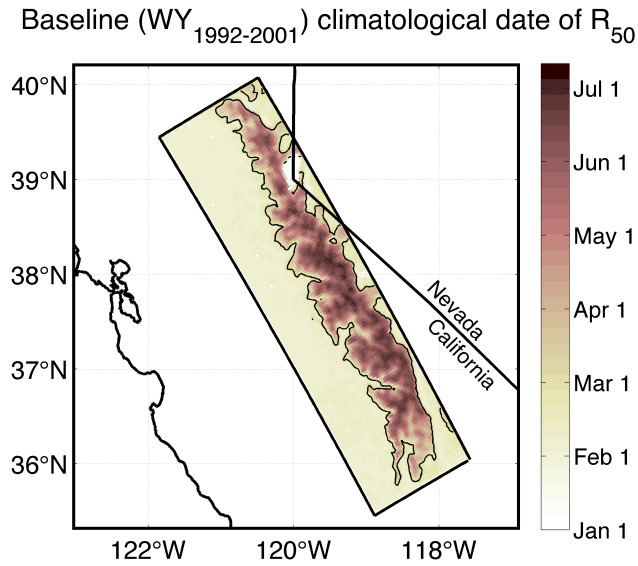 Baseline (WY1992-2001) climatological date of R50
40°N
39°N
38°N
37°N
36°N
122°W
120°W
118°W
Nevada
California
Jul 1
Jun 1
May 1
Apr 1
Mar 1
Feb 1
Jan 1